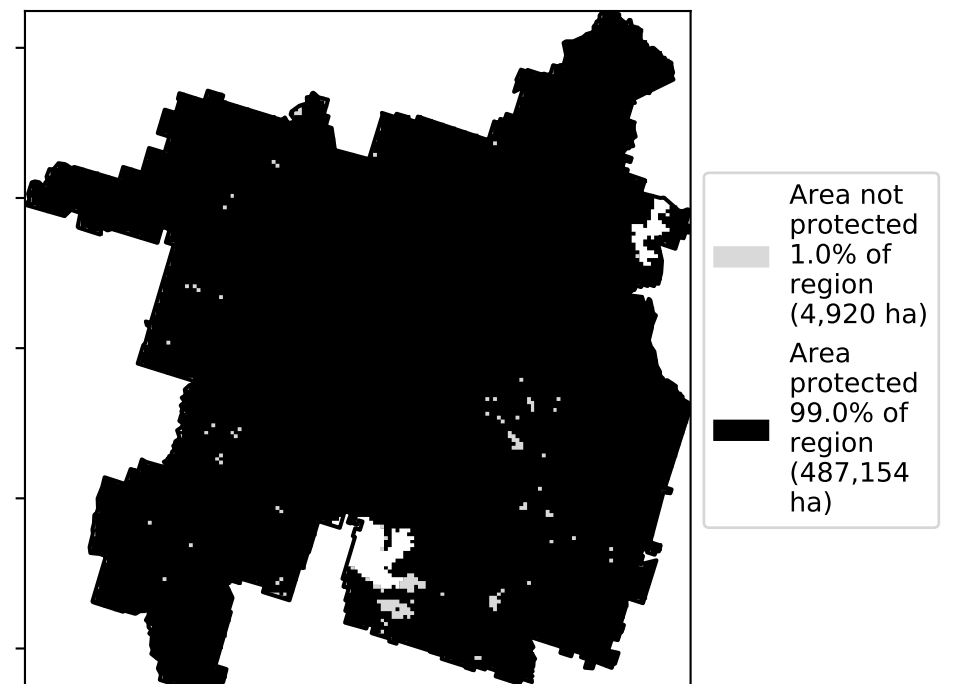 Area not
protected
1.0% of
region
(4,920 ha)
Area
protected
99.0% of
region
(487,154
ha)